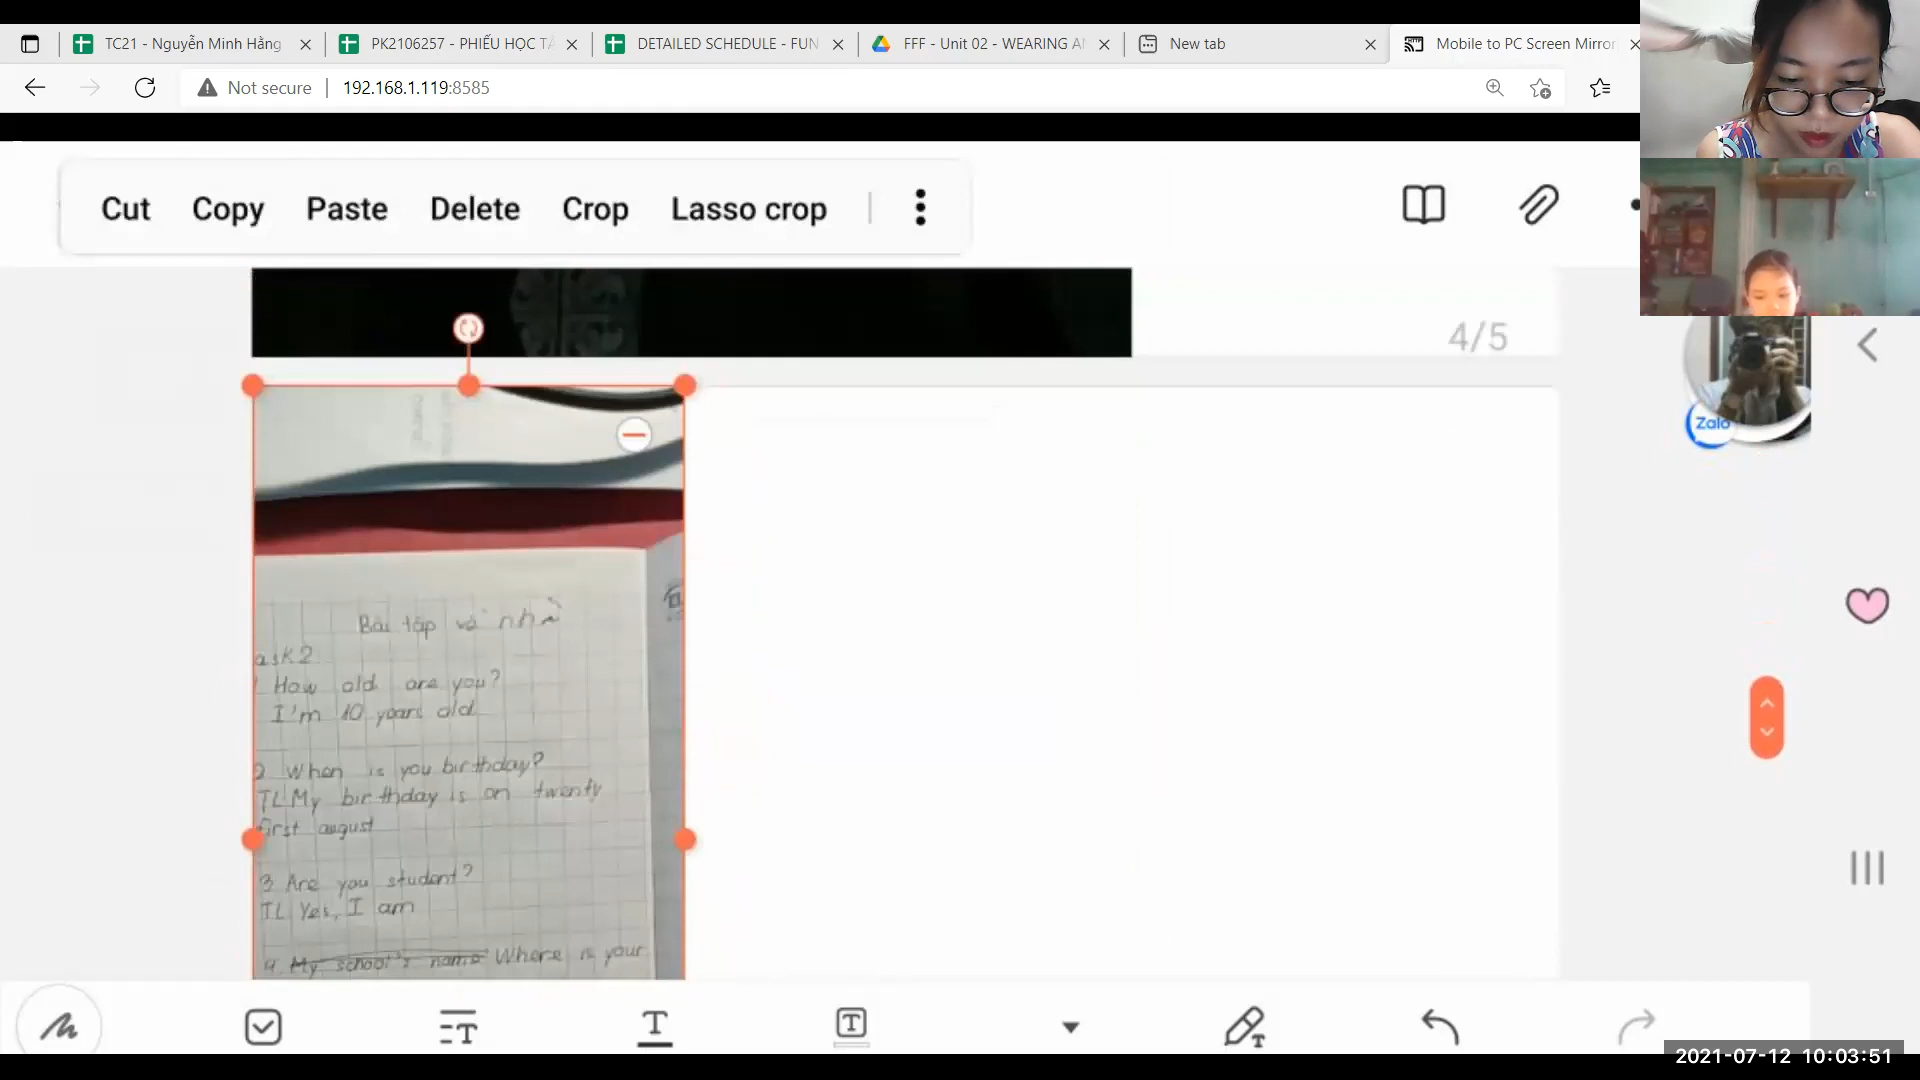 TC21 - Nguyễn Minh Hằng
PK2106257 - PHIẾU HỌC TÁ
DETAILED SCHEDULE - FUN
FFF - Unit 02 - WEARING AN
New tab
Mobile to PC Screen Mirror
Not secure
192.168.1.119:8585
Cut Copy Paste Delete Crop Lasso crop
4/5
Zalo
Bài tập về nhà
ask 2
1 How old are you?
I'm 10 years old
2 When is you birthday?
TL My birthday is on twenty
first august
3 Are you student?
TL Yes, I am
4. My school's name Where is your
2021-07-12 10:03:51